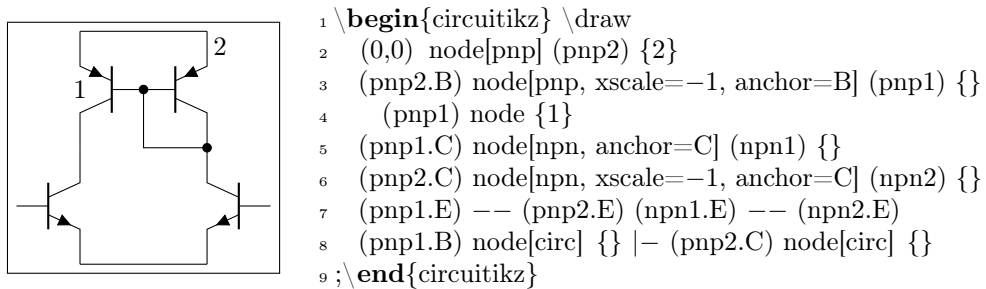 2
1
1 \begin{circuitikz} \draw
2 (0,0) node[pnp] (pnp2) {2}
3 (pnp2.B) node[pnp, xscale=−1, anchor=B] (pnp1) {}
4 (pnp1) node {1}
5 (pnp1.C) node[npn, anchor=C] (npn1) {}
6 (pnp2.C) node[npn, xscale=−1, anchor=C] (npn2) {}
7 (pnp1.E) −− (pnp2.E) (npn1.E) −− (npn2.E)
8 (pnp1.B) node[circ] {} |− (pnp2.C) node[circ] {}
9 ;\end{circuitikz}